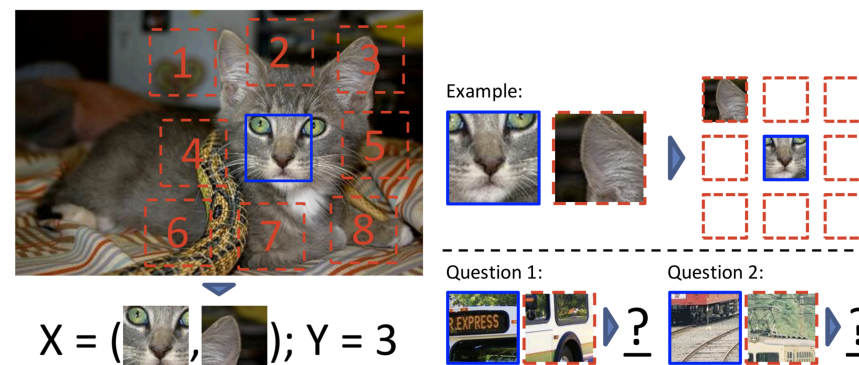 1 2 3
4 5
6 7 8
X = ( , ); Y = 3
Example:
Question 1:
Question 2:
R.EXPRESS
?
?